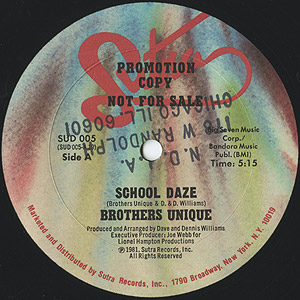 Sutra
PROMOTION
COPY
NOT FOR SALE
N.D.A.
118 W RANDOLPH
CHICAGO ILL. 60601
SUD 005
Side A
Big Seven Music
Corp./
Bandora Music
Publ. (BMI)
Time: 5:15
SCHOOL DAZE
(Brothers Unique & D. & D. Williams)
BROTHERS UNIQUE
Produced and Arranged by Dave and Dennis Williams
Executive Producer: Joe Webb for
Lionel Hampton Productions
℗1981, Sutra Records, Inc.
All Rights Reserved
Marketed and Distributed by Sutra Records, Inc., 1790 Broadway, New York, N.Y. 10019